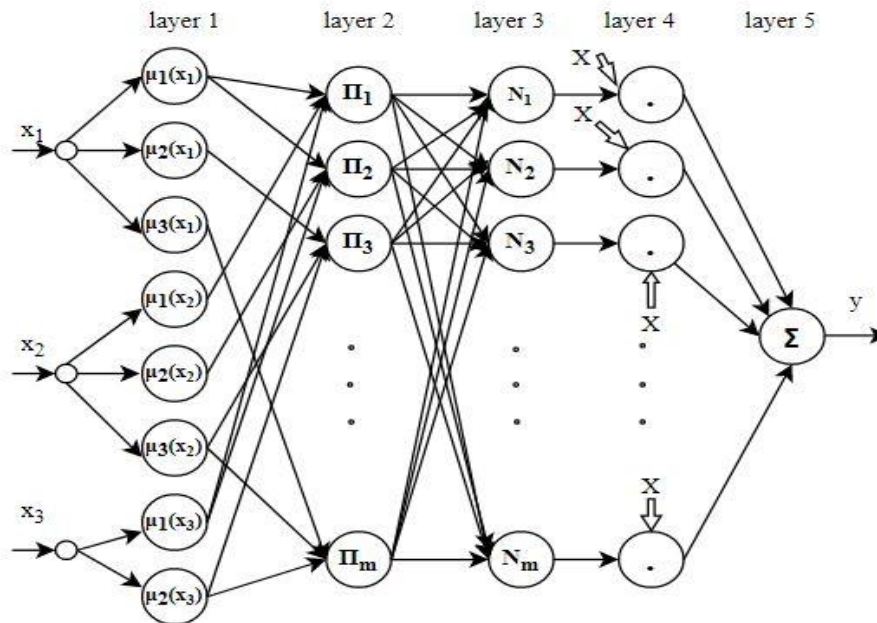 layer 1 layer 2 layer 3 layer 4 layer 5
x₁
μ₁(x₁)
μ₂(x₁)
μ₃(x₁)
x₂
μ₁(x₂)
μ₂(x₂)
μ₃(x₂)
x₃
μ₁(x₃)
μ₂(x₃)
Π₁
Π₂
Π₃
Πₘ
N₁
N₂
N₃
Nₘ
X
X
X
X
Σ
y